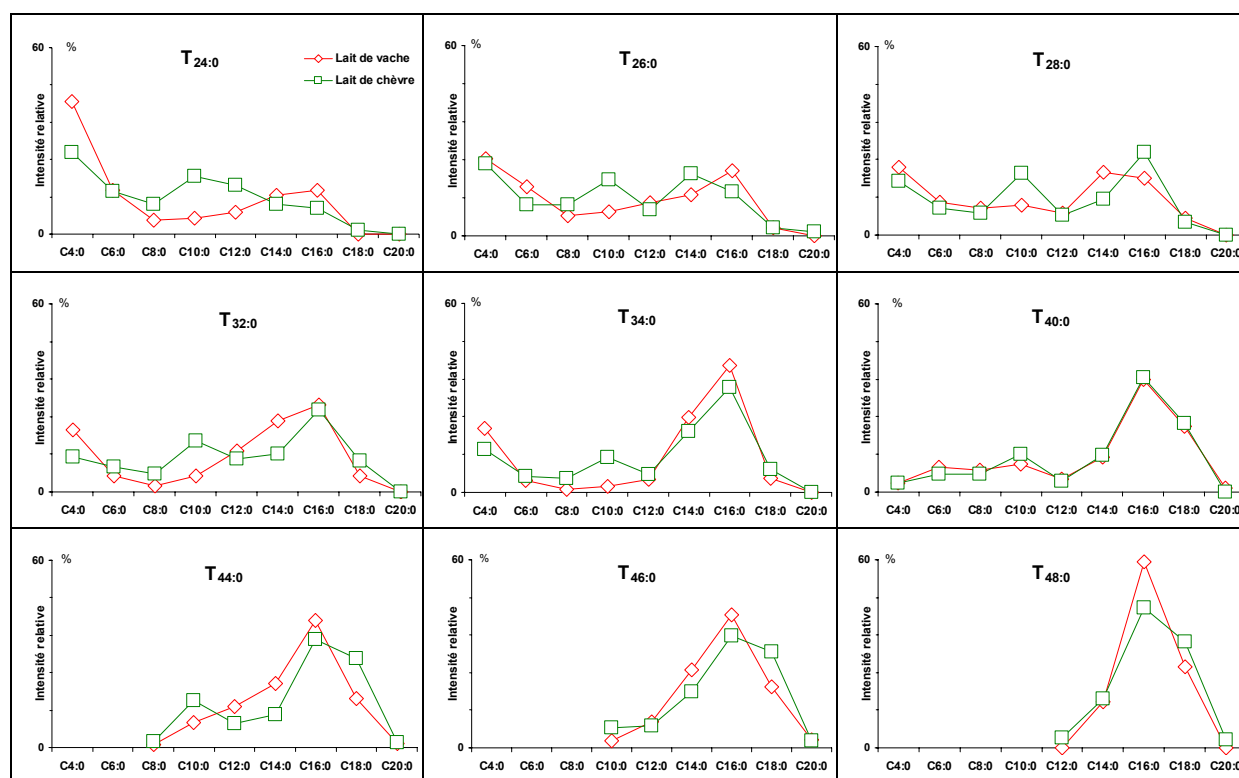 60 % T24:0
Lait de vache
Lait de chèvre
Intensité relative
0
C4:0 C6:0 C8:0 C10:0 C12:0 C14:0 C16:0 C18:0 C20:0
60 % T26:0
Intensité relative
0
C4:0 C6:0 C8:0 C10:0 C12:0 C14:0 C16:0 C18:0 C20:0
60 % T28:0
Intensité relative
0
C4:0 C6:0 C8:0 C10:0 C12:0 C14:0 C16:0 C18:0 C20:0
60 % T32:0
Intensité relative
0
C4:0 C6:0 C8:0 C10:0 C12:0 C14:0 C16:0 C18:0 C20:0
60 % T34:0
Intensité relative
0
C4:0 C6:0 C8:0 C10:0 C12:0 C14:0 C16:0 C18:0 C20:0
60 % T40:0
Intensité relative
0
C4:0 C6:0 C8:0 C10:0 C12:0 C14:0 C16:0 C18:0 C20:0
60 % T44:0
Intensité relative
0
C4:0 C6:0 C8:0 C10:0 C12:0 C14:0 C16:0 C18:0 C20:0
60 % T46:0
Intensité relative
0
C4:0 C6:0 C8:0 C10:0 C12:0 C14:0 C16:0 C18:0 C20:0
60 % T48:0
Intensité relative
0
C4:0 C6:0 C8:0 C10:0 C12:0 C14:0 C16:0 C18:0 C20:0